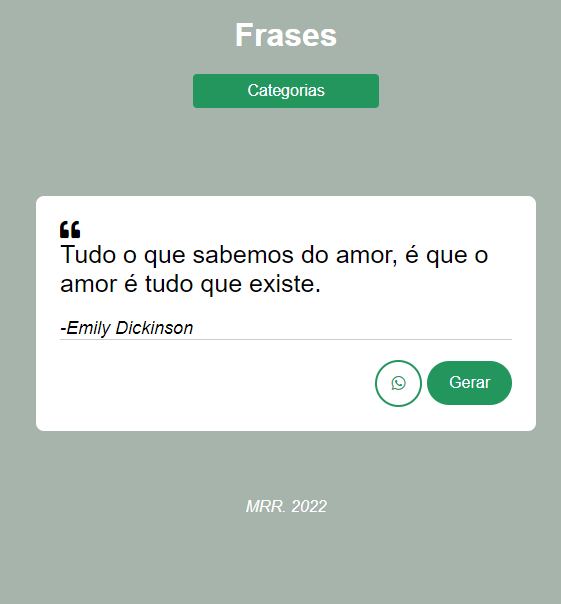 Frases
Categorias
“
Tudo o que sabemos do amor, é que o
amor é tudo que existe.
-Emily Dickinson
Gerar
MRR. 2022